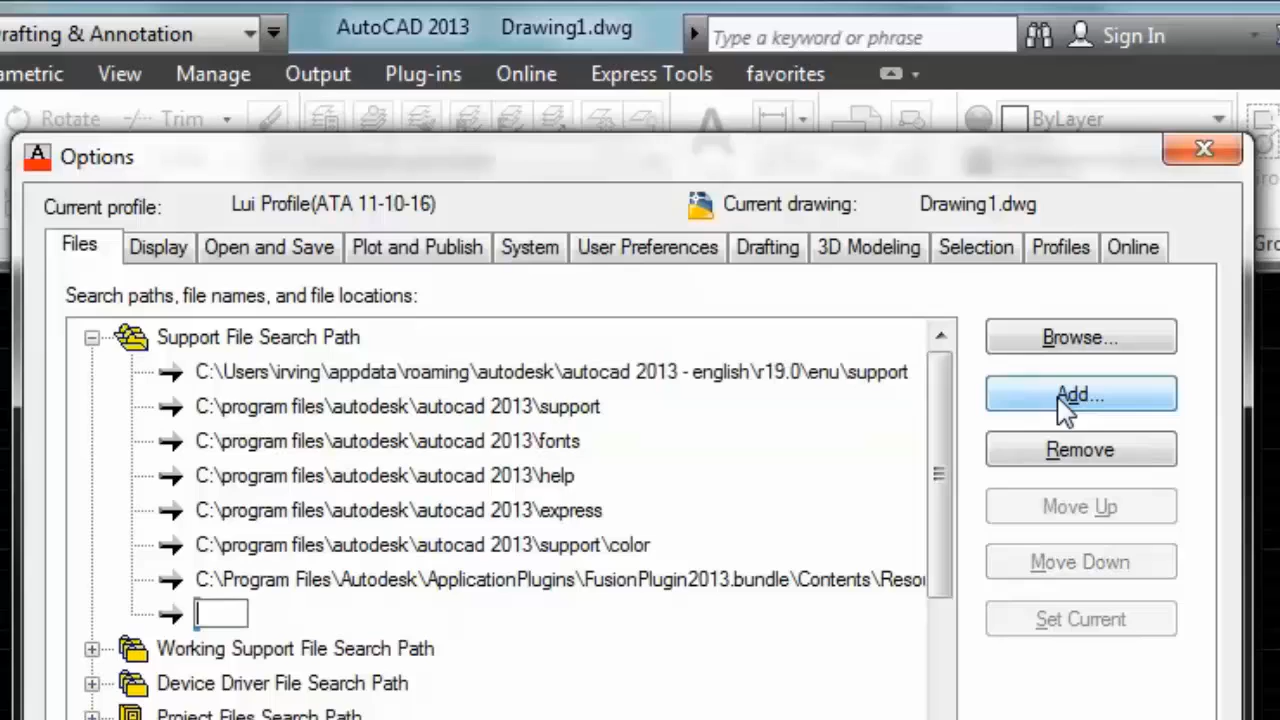 rafting & Annotation
AutoCAD 2013 Drawing1.dwg
Type a keyword or phrase
Sign In
ametric View Manage Output Plug-ins Online Express Tools favorites
Rotate Trim
A
ByLayer
Options
Current profile: Lui Profile(ATA 11-10-16) Current drawing: Drawing1.dwg
Files Display Open and Save Plot and Publish System User Preferences Drafting 3D Modeling Selection Profiles Online
Search paths, file names, and file locations:
Support File Search Path
C:\Users\irving\appdata\roaming\autodesk\autocad 2013 - english\r19.0\enu\support
C:\program files\autodesk\autocad 2013\support
C:\program files\autodesk\autocad 2013\fonts
C:\program files\autodesk\autocad 2013\help
C:\program files\autodesk\autocad 2013\express
C:\program files\autodesk\autocad 2013\support\color
C:\Program Files\Autodesk\ApplicationPlugins\FusionPlugin2013.bundle\Contents\Resou
Working Support File Search Path
Device Driver File Search Path
Project Files Search Path
Browse...
Add...
Remove
Move Up
Move Down
Set Current